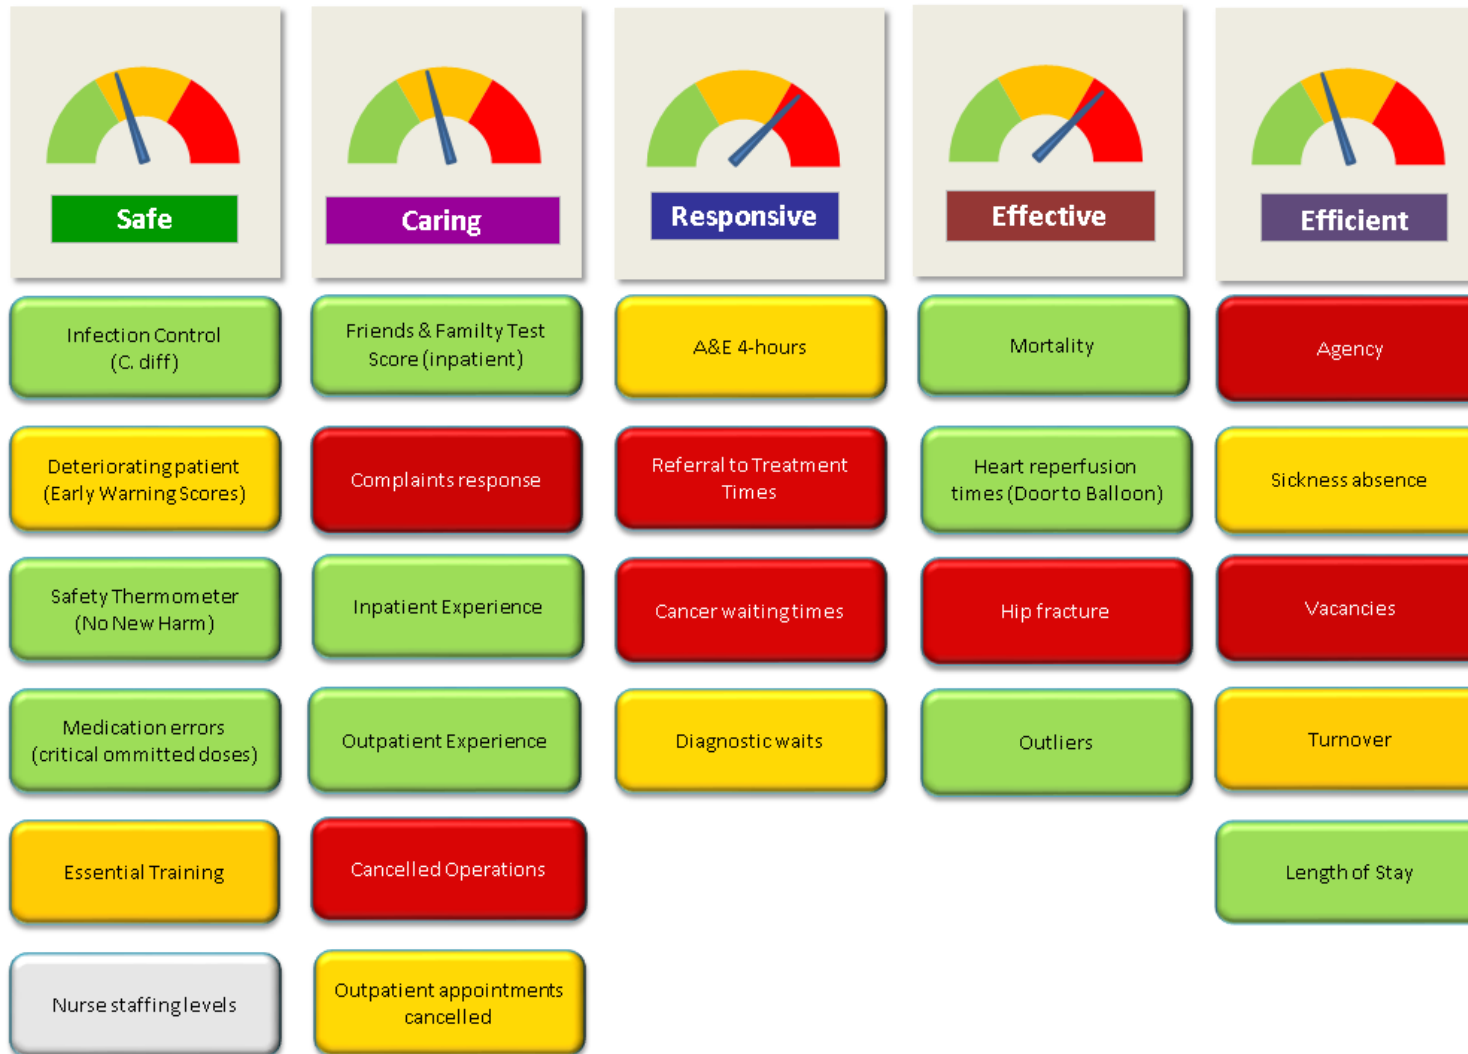 Safe
Caring
Responsive
Effective
Efficient
Infection Control
(C. diff)
Friends & Familty Test
Score (inpatient)
A&E 4-hours
Mortality
Agency
Deteriorating patient
(Early Warning Scores)
Complaints response
Referral to Treatment
Times
Heart reperfusion
times (Door to Balloon)
Sickness absence
Safety Thermometer
(No New Harm)
Inpatient Experience
Cancer waiting times
Hip fracture
Vacancies
Medication errors
(critical ommitted doses)
Outpatient Experience
Diagnostic waits
Outliers
Turnover
Essential Training
Cancelled Operations
Length of Stay
Nurse staffing levels
Outpatient appointments
cancelled